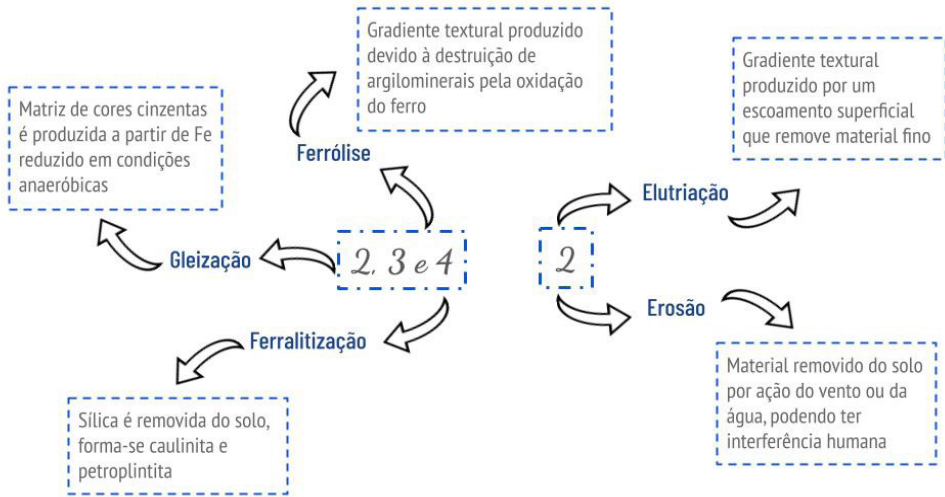 Gradiente textural produzido
devido à destruição de
argilominerais pela oxidação
do ferro
Gradiente textural
produzido por um
escoamento superficial
que remove material fino
Matriz de cores cinzentas
é produzida a partir de Fe
reduzido em condições
anaeróbicas
Ferrólise
Elutriação
Gleização
2, 3 e 4
2
Ferralitização
Erosão
Sílica é removida do solo,
forma-se caulinita e
petroplintita
Material removido do solo
por ação do vento ou da
água, podendo ter
interferência humana